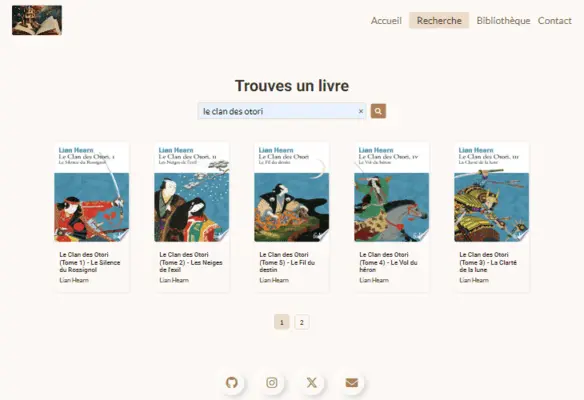 Accueil Recherche Bibliothèque Contact
Trouves un livre
le clan des otori ×
Lian Hearn
Le Clan des Otori, I
Le Silence du Rossignol
Lian Hearn
Le Clan des Otori, II
Les Neiges de l'exil
Lian Hearn
Le Clan des Otori
Le Fil du destin
Lian Hearn
Le Clan des Otori, IV
Le Vol du héron
Lian Hearn
Le Clan des Otori, III
La Clarté de la lune
Le Clan des Otori
(Tome 1) - Le Silence
du Rossignol
Lian Hearn
Le Clan des Otori
(Tome 2) - Les Neiges
de l'exil
Lian Hearn
Le Clan des Otori
(Tome 5) - Le Fil du
destin
Lian Hearn
Le Clan des Otori
(Tome 4) - Le Vol du
héron
Lian Hearn
Le Clan des Otori
(Tome 3) - La Clarté
de la lune
Lian Hearn
1 2